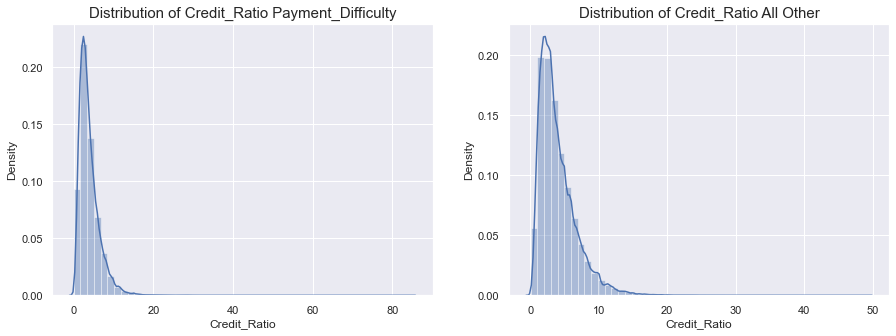 Distribution of Credit_Ratio Payment_Difficulty
Density
0.20
0.15
0.10
0.05
0.00
0 20 40 60 80
Credit_Ratio
Distribution of Credit_Ratio All Other
Density
0.20
0.15
0.10
0.05
0.00
0 10 20 30 40 50
Credit_Ratio